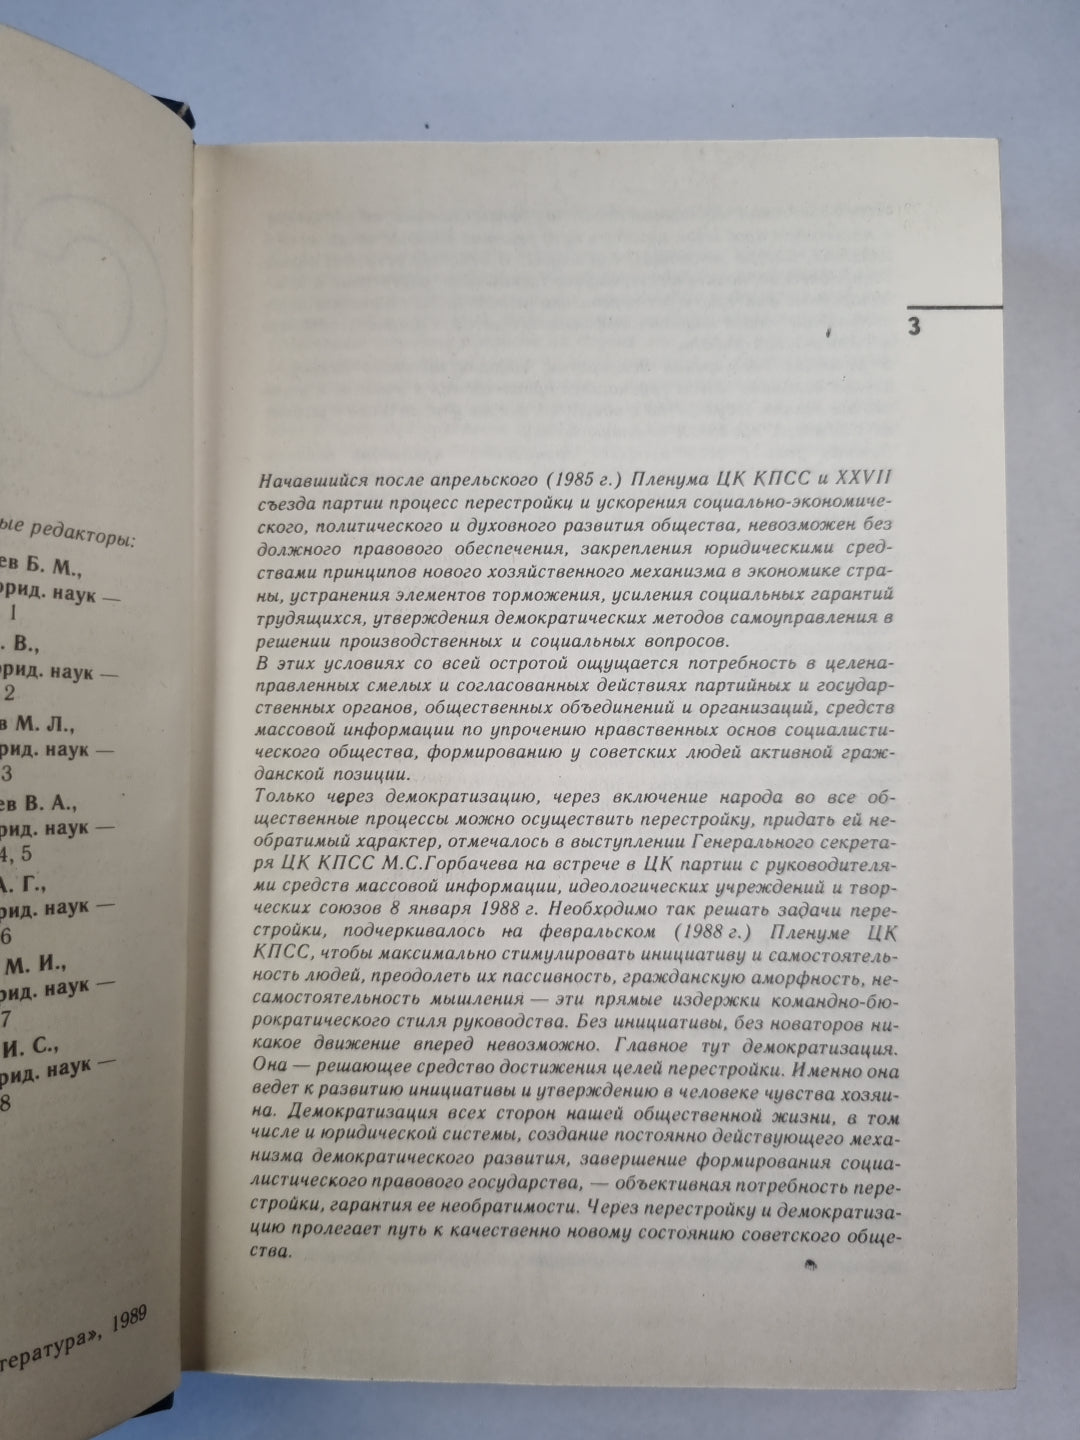 ые редакторы:
ев Б. М.,
юрид. наук —
1
. В.,
юрид. наук —
2
в М. Л.,
рид. наук —
3
ев В. А.,
рид. наук —
4, 5
А. Г.,
рид. наук —
6
М. И.,
рид. наук —
7
И. С.,
рид. наук —
8
тература», 1989
3
Начавшийся после апрельского (1985 г.) Пленума ЦК КПСС и XXVII
съезда партии процесс перестройки и ускорения социально-экономиче-
ского, политического и духовного развития общества, невозможен без
должного правового обеспечения, закрепления юридическими сред-
ствами принципов нового хозяйственного механизма в экономике стра-
ны, устранения элементов торможения, усиления социальных гарантий
трудящихся, утверждения демократических методов самоуправления в
решении производственных и социальных вопросов.
В этих условиях со всей остротой ощущается потребность в целена-
правленных смелых и согласованных действиях партийных и государ-
ственных органов, общественных объединений и организаций, средств
массовой информации по упрочению нравственных основ социалисти-
ческого общества, формированию у советских людей активной граж-
данской позиции.
Только через демократизацию, через включение народа во все об-
щественные процессы можно осуществить перестройку, придать ей не-
обратимый характер, отмечалось в выступлении Генерального секрета-
ря ЦК КПСС М.С.Горбачева на встрече в ЦК партии с руководителя-
ми средств массовой информации, идеологических учреждений и твор-
ческих союзов 8 января 1988 г. Необходимо так решать задачи пере-
стройки, подчеркивалось на февральском (1988 г.) Пленуме ЦК
КПСС, чтобы максимально стимулировать инициативу и самостоятель-
ность людей, преодолеть их пассивность, гражданскую аморфность, не-
самостоятельность мышления — эти прямые издержки командно-бю-
рократического стиля руководства. Без инициативы, без новаторов ни-
какое движение вперед невозможно. Главное тут демократизация.
Она — решающее средство достижения целей перестройки. Именно она
ведет к развитию инициативы и утверждению в человеке чувства хозяи-
на. Демократизация всех сторон нашей общественной жизни, в том
числе и юридической системы, создание постоянно действующего меха-
низма демократического развития, завершение формирования социа-
листического правового государства, — объективная потребность пере-
стройки, гарантия ее необратимости. Через перестройку и демократиза-
цию пролегает путь к качественно новому состоянию советского обще-
ства.